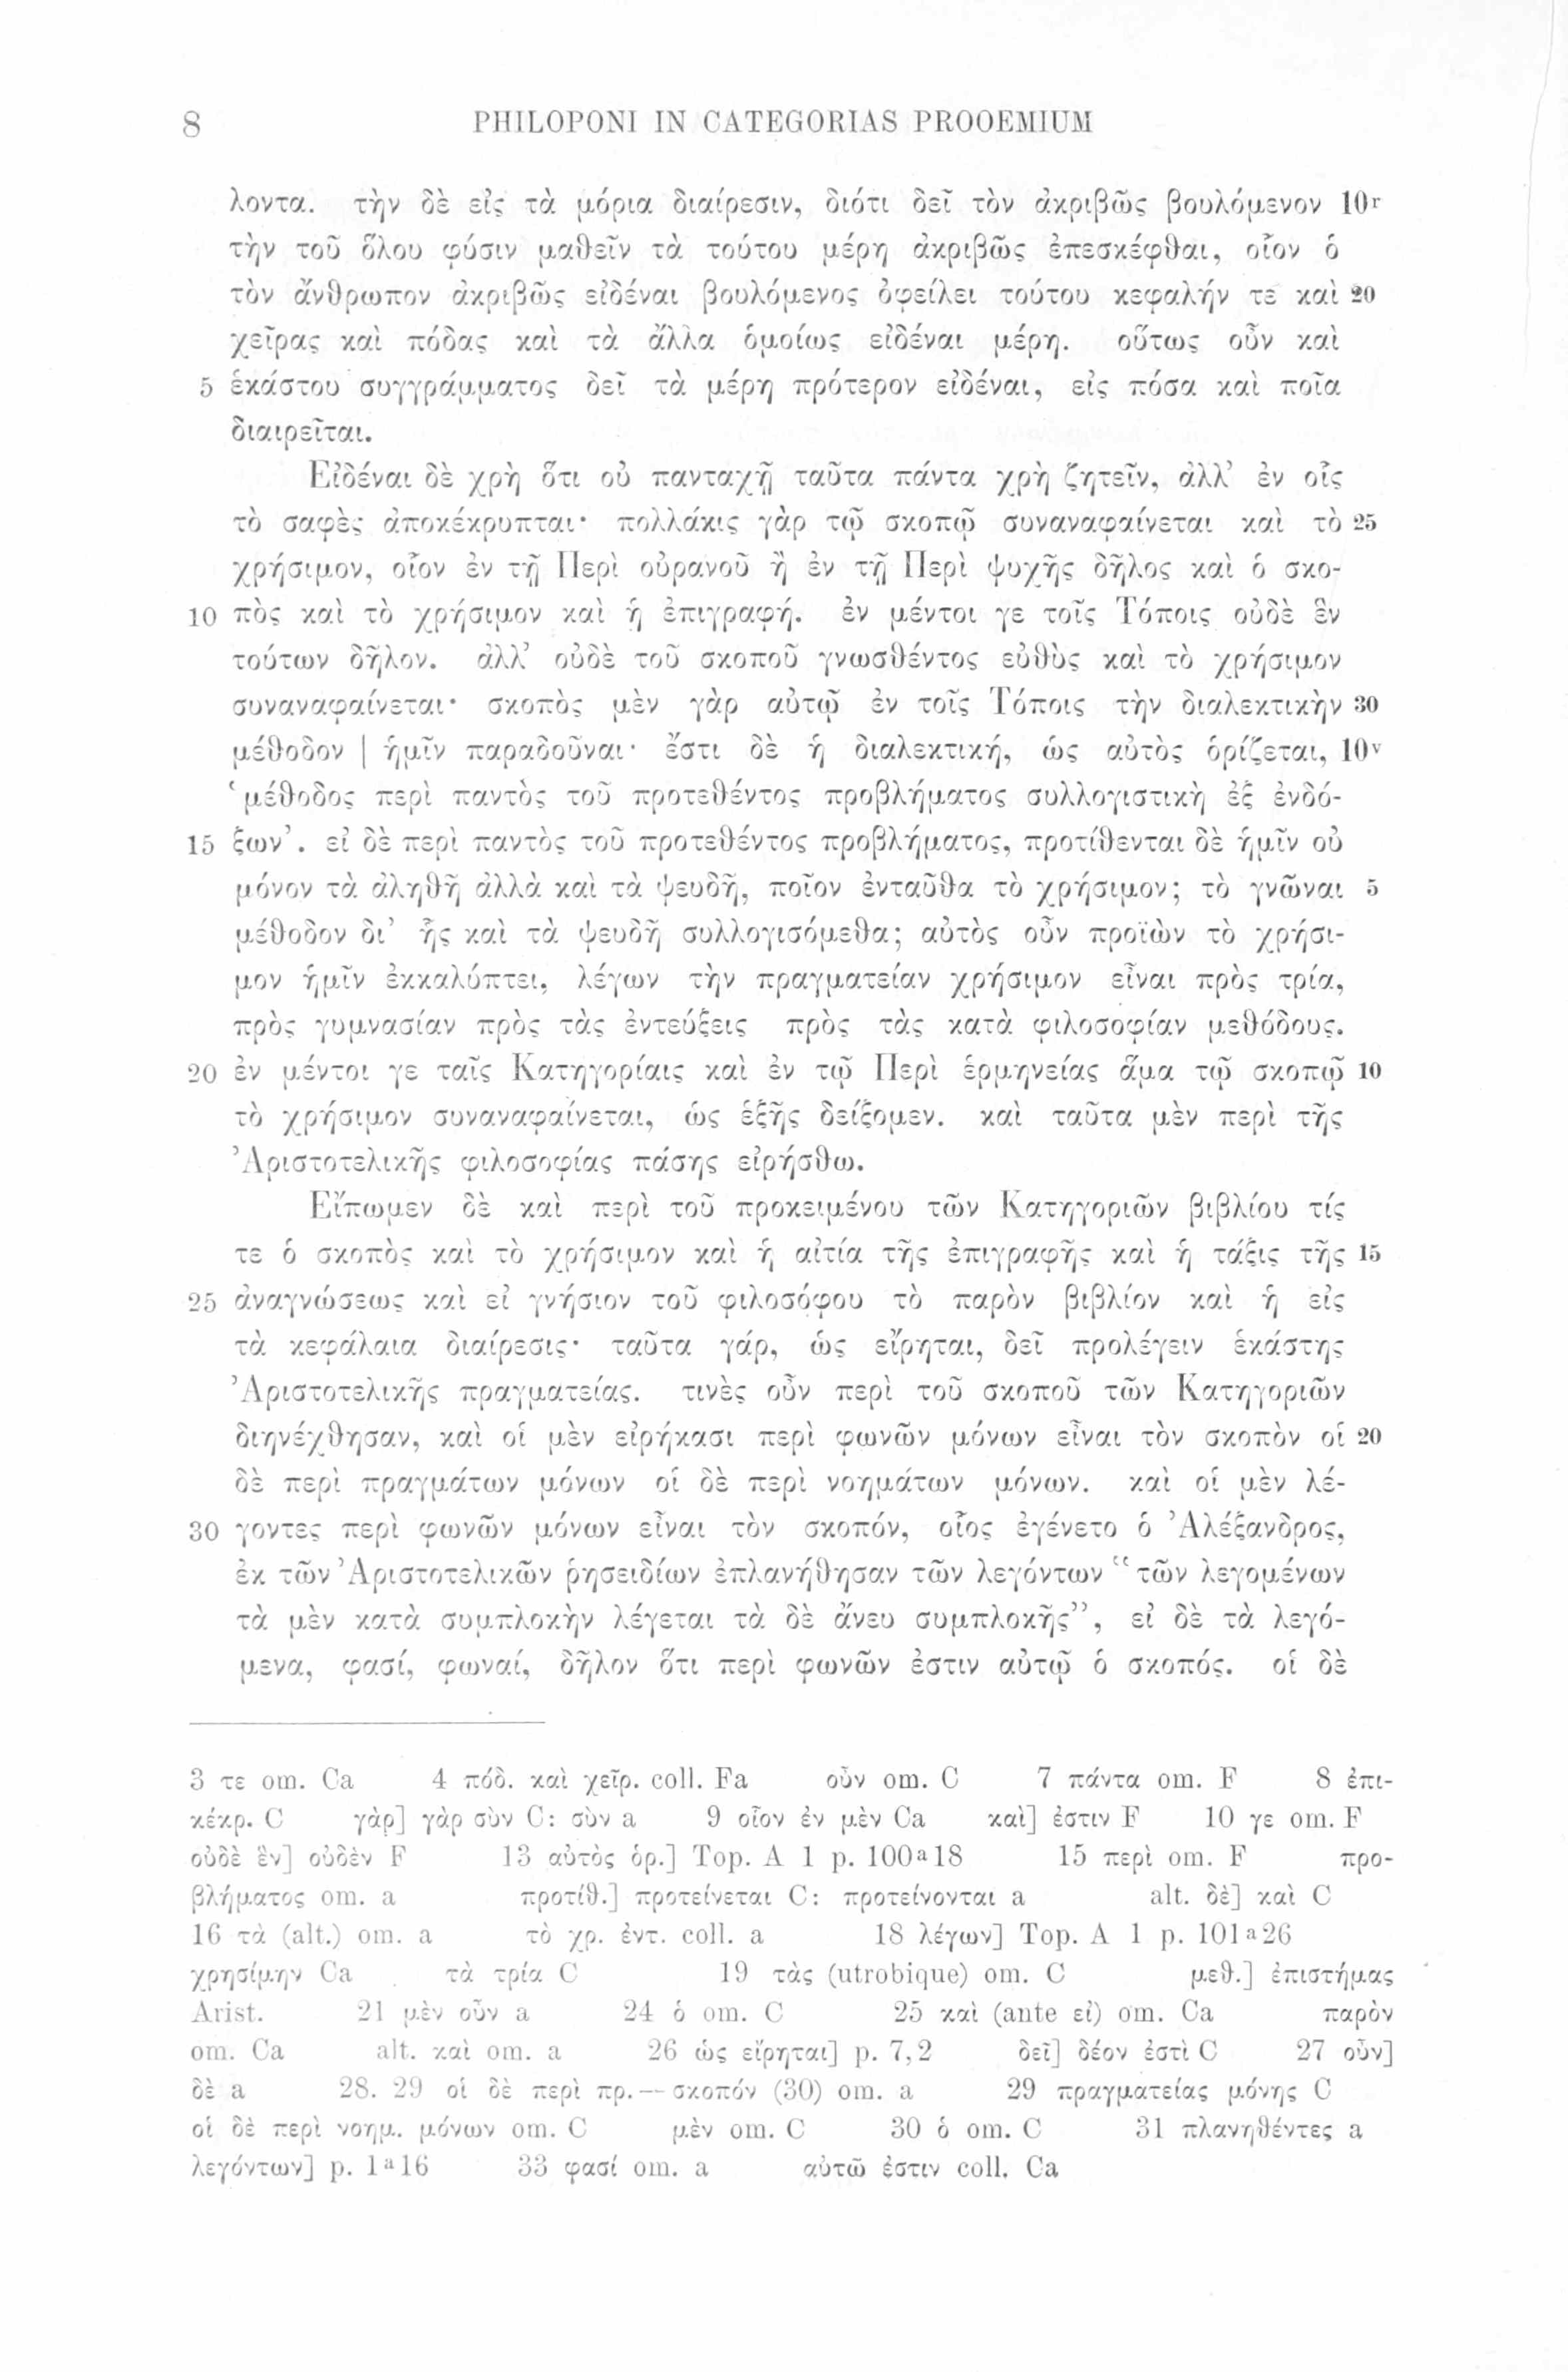 8 PHILOPONI IN CATEGORIAS PROOEMIUM
λοντα. τὴν δὲ εἰς τὰ μόρια διαίρεσιν, διότι δεῖ τὸν ἀκριβῶς βουλόμενον 10r
τὴν τοῦ ὅλου φύσιν μαθεῖν τὰ τούτου μέρη ἀκριβῶς ἐπεσκέφθαι, οἷον ὁ
τὸν ἄνθρωπον ἀκριβῶς εἰδέναι βουλόμενος ὀφείλει τούτου κεφαλήν τε καὶ 20
χεῖρας καὶ πόδας καὶ τὰ ἄλλα ὁμοίως εἰδέναι μέρη. οὕτως οὖν καὶ
5 ἑκάστου συγγράμματος δεῖ τὰ μέρη πρότερον εἰδέναι, εἰς πόσα καὶ ποῖα
διαιρεῖται.
Εἰδέναι δὲ χρὴ ὅτι οὐ πανταχῇ ταῦτα πάντα χρὴ ζητεῖν, ἀλλ’ ἐν οἷς
τὸ σαφὲς ἀποκέκρυπται· πολλάκις γὰρ τῷ σκοπῷ συναναφαίνεται καὶ τὸ 25
χρήσιμον, οἷον ἐν τῇ Περὶ οὐρανοῦ ἢ ἐν τῇ Περὶ ψυχῆς δῆλος καὶ ὁ σκο-
10 πὸς καὶ τὸ χρήσιμον καὶ ἡ ἐπιγραφή. ἐν μέντοι γε τοῖς Τόποις οὐδὲ ἓν
τούτων δῆλον. ἀλλ’ οὐδὲ τοῦ σκοποῦ γνωσθέντος εὐθὺς καὶ τὸ χρήσιμον
συναναφαίνεται· σκοπὸς μὲν γὰρ αὐτῷ ἐν τοῖς Τόποις τὴν διαλεκτικὴν 30
μέθοδον | ἡμῖν παραδοῦναι· ἔστι δὲ ἡ διαλεκτική, ὡς αὐτὸς ὁρίζεται, 10v
‘μέθοδος περὶ παντὸς τοῦ προτεθέντος προβλήματος συλλογιστικὴ ἐξ ἐνδό-
15 ξων’. εἰ δὲ περὶ παντὸς τοῦ προτεθέντος προβλήματος, προτίθενται δὲ ἡμῖν οὐ
μόνον τὰ ἀληθῆ ἀλλὰ καὶ τὰ ψευδῆ, ποῖον ἐνταῦθα τὸ χρήσιμον; τὸ γνῶναι 5
μέθοδον δι’ ἧς καὶ τὰ ψευδῆ συλλογισόμεθα; αὐτὸς οὖν προϊὼν τὸ χρήσι-
μον ἡμῖν ἐκκαλύπτει, λέγων τὴν πραγματείαν χρήσιμον εἶναι πρὸς τρία,
πρὸς γυμνασίαν πρὸς τὰς ἐντεύξεις πρὸς τὰς κατὰ φιλοσοφίαν μεθόδους.
20 ἐν μέντοι γε ταῖς Κατηγορίαις καὶ ἐν τῷ Περὶ ἑρμηνείας ἅμα τῷ σκοπῷ 10
τὸ χρήσιμον συναναφαίνεται, ὡς ἑξῆς δείξομεν. καὶ ταῦτα μὲν περὶ τῆς
Ἀριστοτελικῆς φιλοσοφίας πάσης εἰρήσθω.
Εἴπωμεν δὲ καὶ περὶ τοῦ προκειμένου τῶν Κατηγοριῶν βιβλίου τίς
τε ὁ σκοπὸς καὶ τὸ χρήσιμον καὶ ἡ αἰτία τῆς ἐπιγραφῆς καὶ ἡ τάξις τῆς 15
25 ἀναγνώσεως καὶ εἰ γνήσιον τοῦ φιλοσόφου τὸ παρὸν βιβλίον καὶ ἡ εἰς
τὰ κεφάλαια διαίρεσις· ταῦτα γάρ, ὡς εἴρηται, δεῖ προλέγειν ἑκάστης
Ἀριστοτελικῆς πραγματείας. τινὲς οὖν περὶ τοῦ σκοποῦ τῶν Κατηγοριῶν
διηνέχθησαν, καὶ οἱ μὲν εἰρήκασι περὶ φωνῶν μόνων εἶναι τὸν σκοπὸν οἱ 20
δὲ περὶ πραγμάτων μόνων οἱ δὲ περὶ νοημάτων μόνων. καὶ οἱ μὲν λέ-
30 γοντες περὶ φωνῶν μόνων εἶναι τὸν σκοπόν, οἷος ἐγένετο ὁ Ἀλέξανδρος,
ἐκ τῶν Ἀριστοτελικῶν ῥησειδίων ἐπλανήθησαν τῶν λεγόντων “τῶν λεγομένων
τὰ μὲν κατὰ συμπλοκὴν λέγεται τὰ δὲ ἄνευ συμπλοκῆς”, εἰ δὲ τὰ λεγό-
μενα, φασί, φωναί, δῆλον ὅτι περὶ φωνῶν ἐστιν αὐτῷ ὁ σκοπός. οἱ δὲ
3 τε om. Ca 4 πόδ. καὶ χεῖρ. coll. Fa οὖν om. C 7 πάντα om. F 8 ἐπι-
κέκρ. C γὰρ] γὰρ σὺν C: σὺν a 9 οἷον ἐν μὲν Ca καὶ] ἐστιν F 10 γε om. F
οὐδὲ ἓν] οὐδὲν F 13 αὐτὸς ὁρ.] Top. A 1 p. 100a18 15 περὶ om. F προ-
βλήματος om. a προτίθ.] προτείνεται C: προτείνονται a alt. δὲ] καὶ C
16 τὰ (alt.) om. a τὸ χρ. ἐντ. coll. a 18 λέγων] Top. A 1 p. 101a26
χρησίμην Ca τὰ τρία C 19 τὰς (utrobique) om. C μεθ.] ἐπιστήμας
Arist. 21 μὲν οὖν a 24 ὁ om. C 25 καὶ (ante εἰ) om. Ca παρὸν
om. Ca alt. καὶ om. a 26 ὡς εἴρηται] p. 7,2 δεῖ] δέον ἐστὶ C 27 οὖν]
δὲ a 28. 29 οἱ δὲ περὶ πρ. — σκοπόν (30) om. a 29 πραγματείας μόνης C
οἱ δὲ περὶ νοημ. μόνων om. C μὲν om. C 30 ὁ om. C 31 πλανηθέντες a
λεγόντων] p. 1a16 33 φασί om. a αὐτῶ ἐστιν coll. Ca